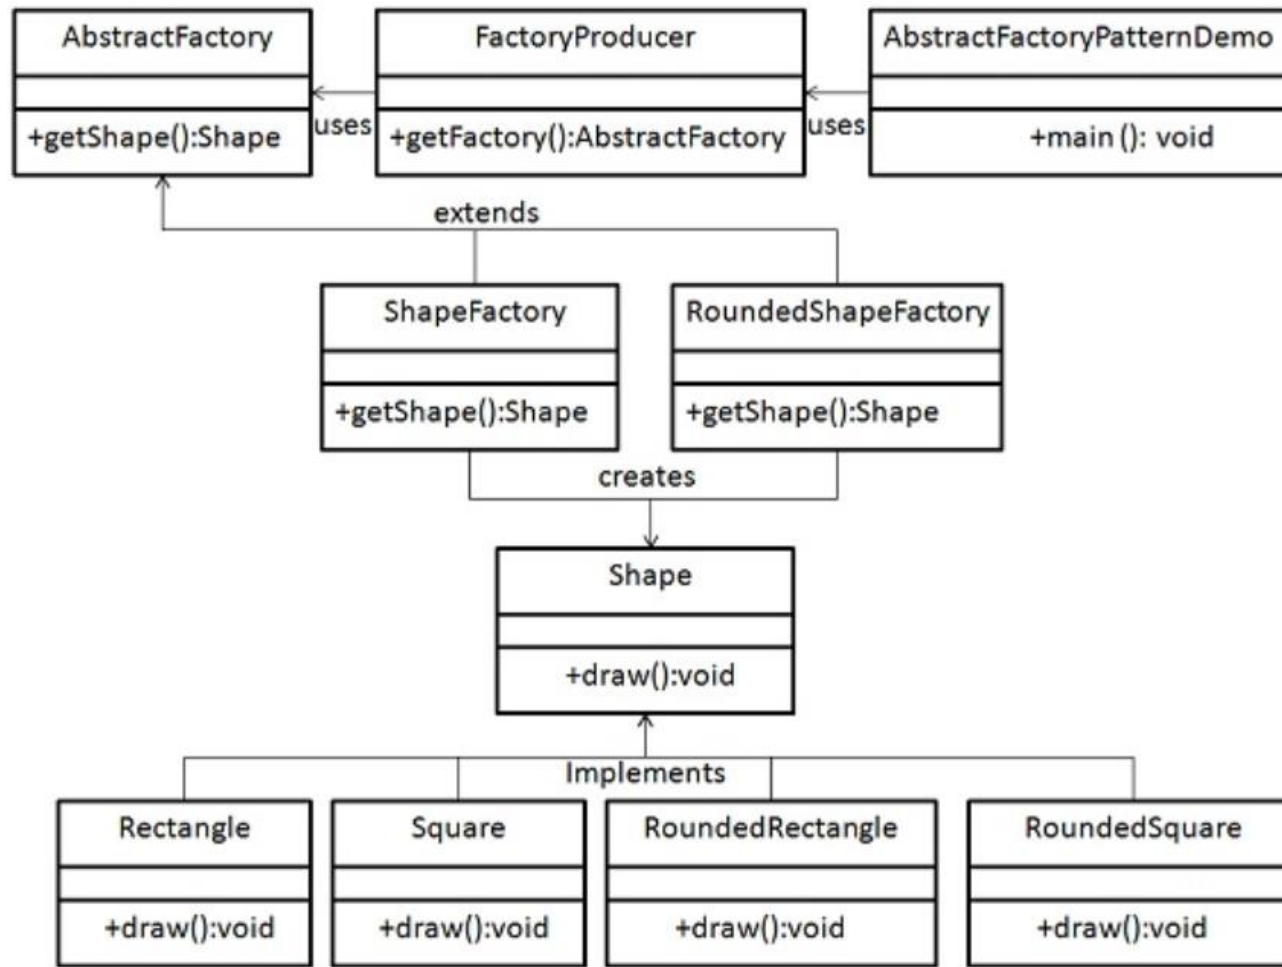 AbstractFactory
+getShape():Shape
uses
FactoryProducer
+getFactory():AbstractFactory
uses
AbstractFactoryPatternDemo
+main (): void
extends
ShapeFactory
+getShape():Shape
RoundedShapeFactory
+getShape():Shape
creates
Shape
+draw():void
Implements
Rectangle
+draw():void
Square
+draw():void
RoundedRectangle
+draw():void
RoundedSquare
+draw():void